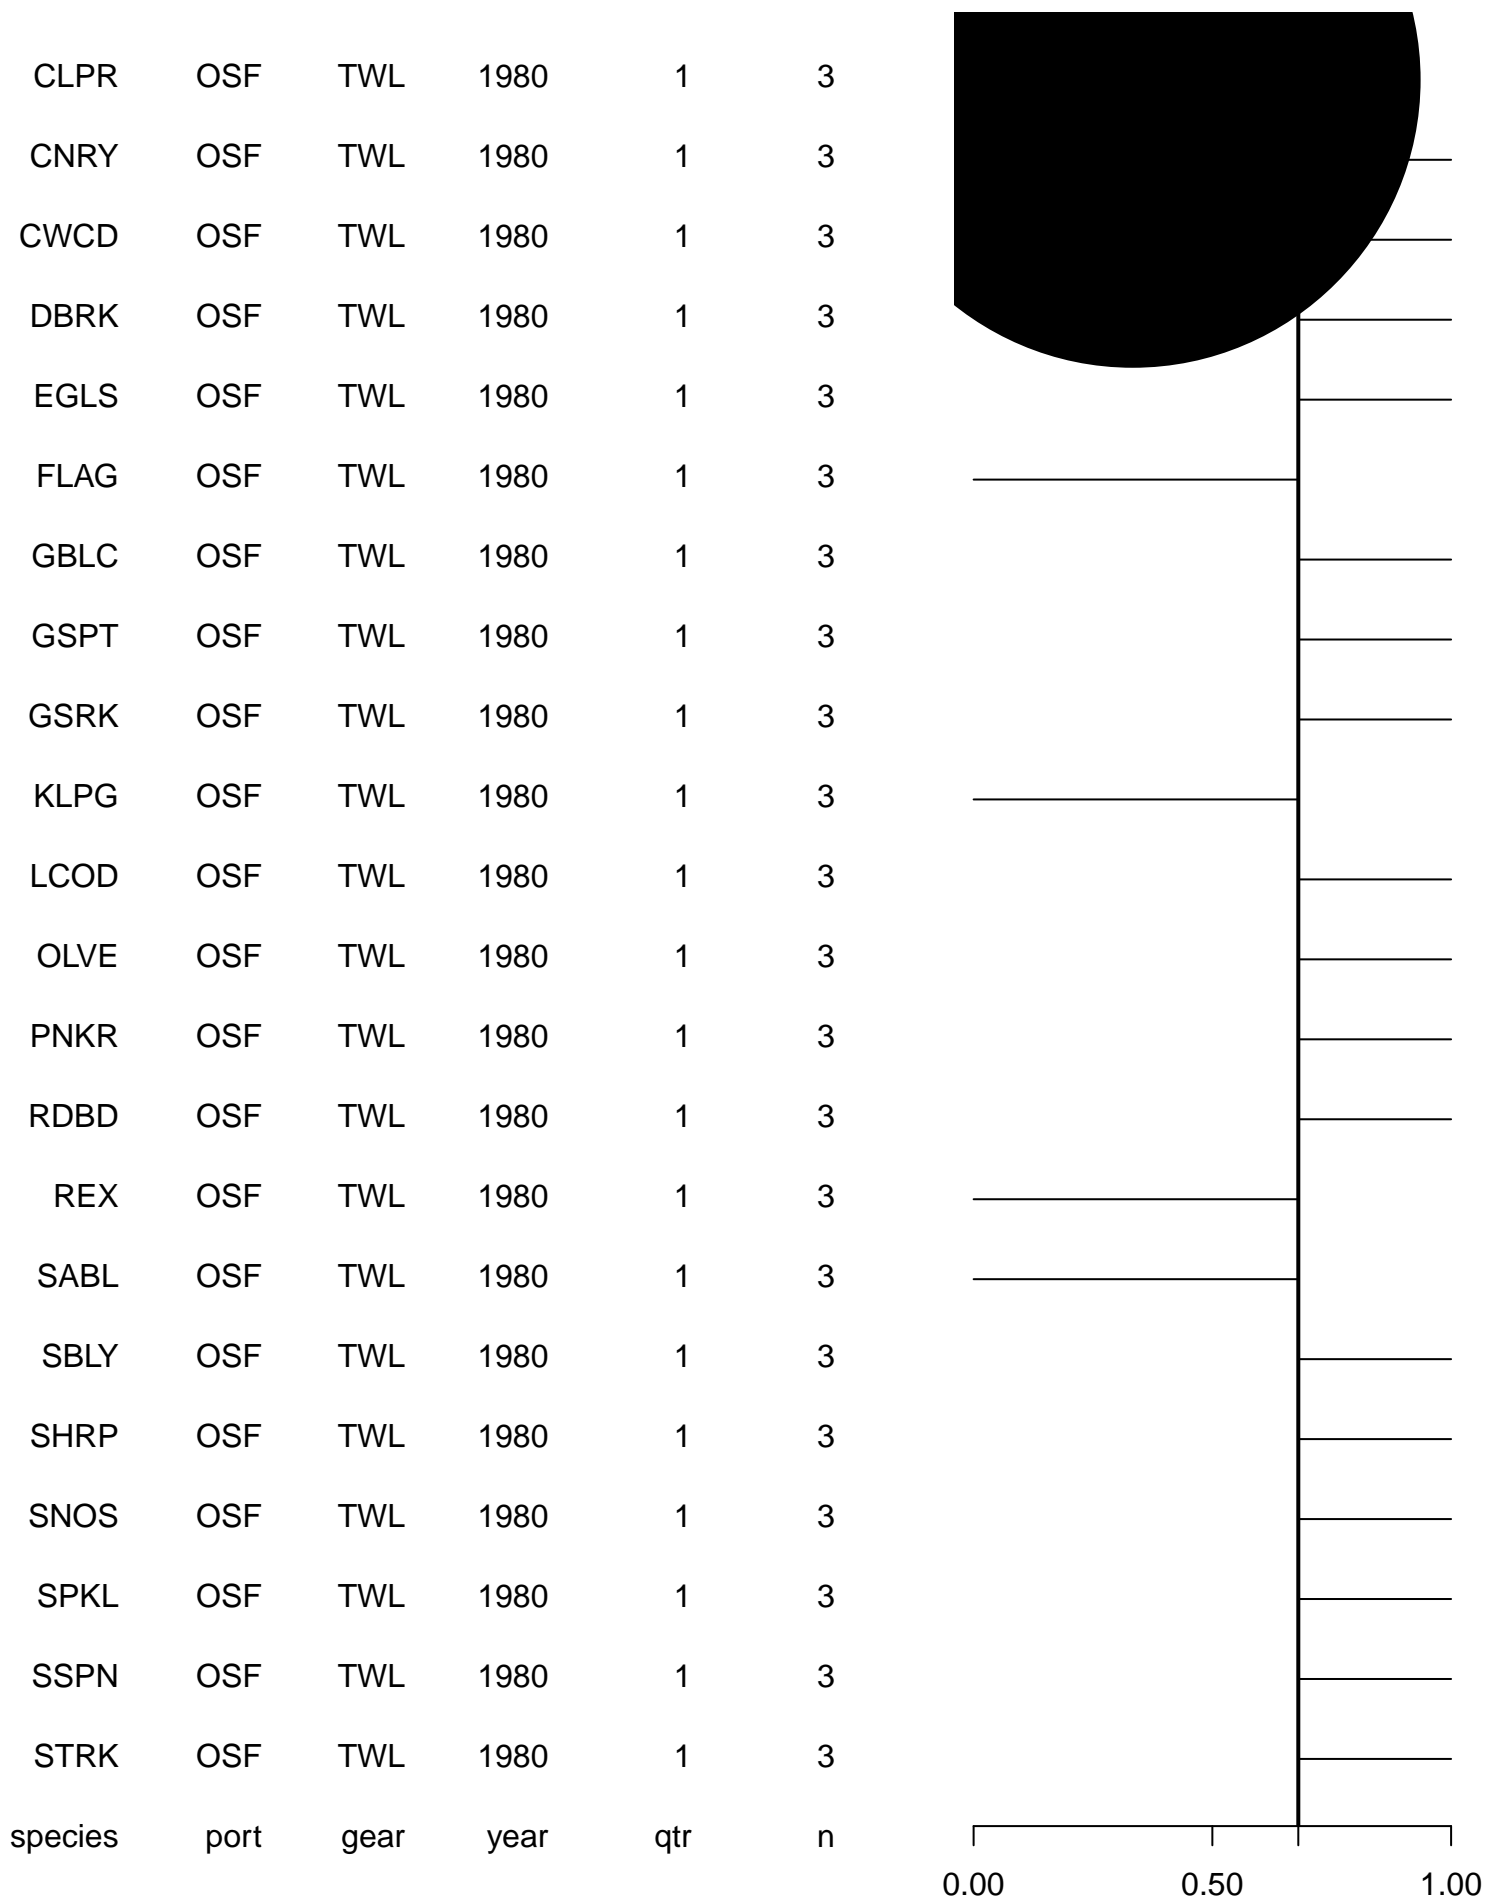 CLPR OSF TWL 1980 1 3
CNRY OSF TWL 1980 1 3
CWCD OSF TWL 1980 1 3
DBRK OSF TWL 1980 1 3
EGLS OSF TWL 1980 1 3
FLAG OSF TWL 1980 1 3
GBLC OSF TWL 1980 1 3
GSPT OSF TWL 1980 1 3
GSRK OSF TWL 1980 1 3
KLPG OSF TWL 1980 1 3
LCOD OSF TWL 1980 1 3
OLVE OSF TWL 1980 1 3
PNKR OSF TWL 1980 1 3
RDBD OSF TWL 1980 1 3
REX OSF TWL 1980 1 3
SABL OSF TWL 1980 1 3
SBLY OSF TWL 1980 1 3
SHRP OSF TWL 1980 1 3
SNOS OSF TWL 1980 1 3
SPKL OSF TWL 1980 1 3
SSPN OSF TWL 1980 1 3
STRK OSF TWL 1980 1 3
species port gear year qtr n
0.00 0.50 1.00